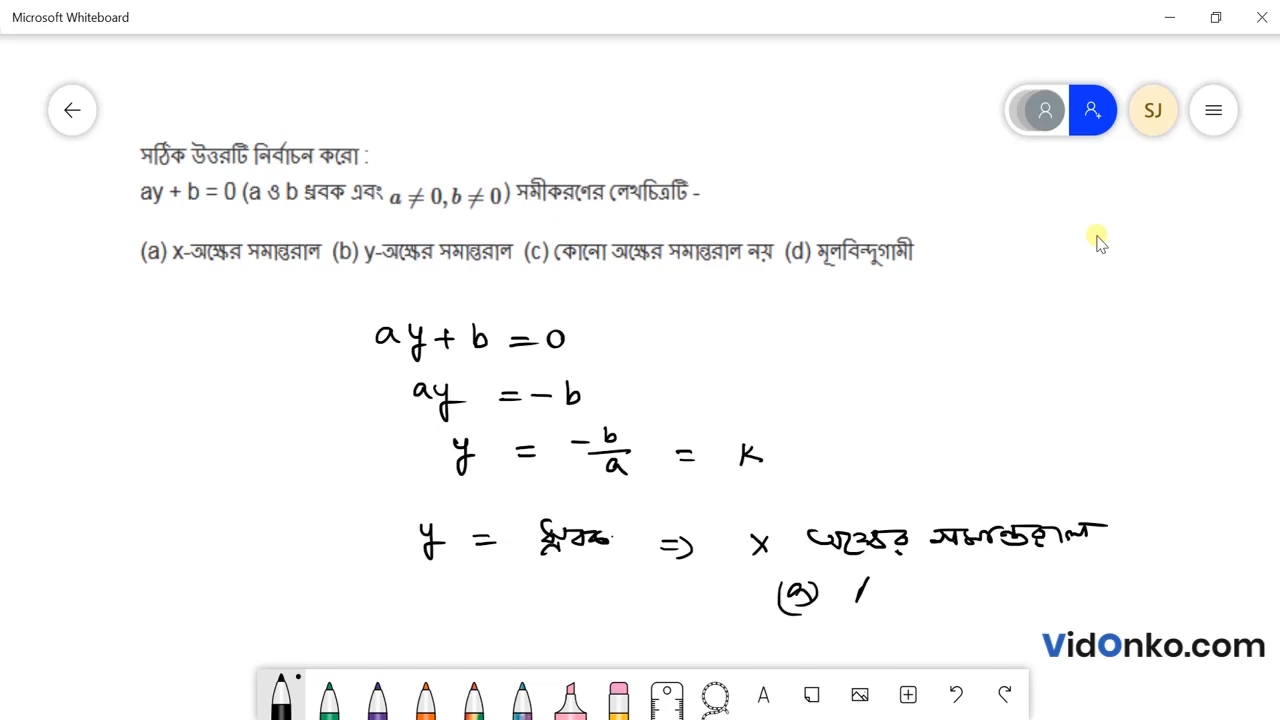 Microsoft Whiteboard
SJ
সঠিক উত্তরটি নির্বাচন করো :
ay + b = 0 (a ও b ধ্রবক এবং a ≠ 0, b ≠ 0) সমীকরণের লেখচিত্রটি -
(a) x-অক্ষের সমান্তরাল (b) y-অক্ষের সমান্তরাল (c) কোনো অক্ষের সমান্তরাল নয় (d) মূলবিন্দুগামী
ay + b = 0
ay = - b
y = - b/a = K
y = ধ্রুবক ⇒ x অক্ষের সমান্তরাল
(a)
VidOnko.com
A